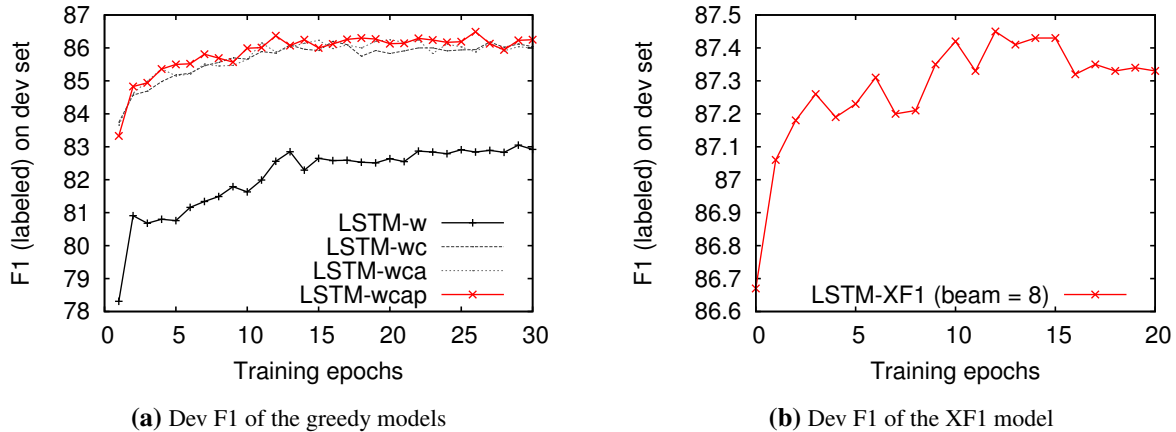 F1 (labeled) on dev set
87
86
85
84
83
82
81
80
79
78
LSTM-w
LSTM-wc
LSTM-wca
LSTM-wcap
0 5 10 15 20 25 30
Training epochs
(a) Dev F1 of the greedy models
F1 (labeled) on dev set
87.5
87.4
87.3
87.2
87.1
87
86.9
86.8
86.7
86.6
LSTM-XF1 (beam = 8)
0 5 10 15 20
Training epochs
(b) Dev F1 of the XF1 model